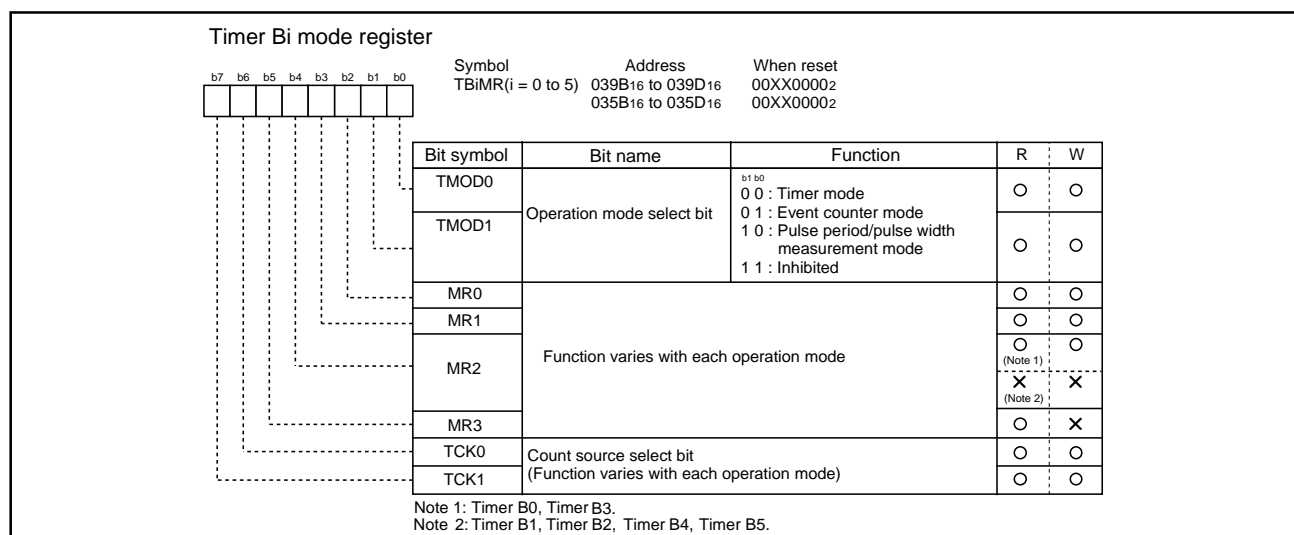 Timer Bi mode register
Symbol Address When reset
TBiMR(i = 0 to 5) 039B16 to 039D16 00XX00002
035B16 to 035D16 00XX00002
b7 b6 b5 b4 b3 b2 b1 b0
Bit symbol Bit name Function R W
TMOD0
TMOD1
Operation mode select bit
b1 b0
0 0 : Timer mode
0 1 : Event counter mode
1 0 : Pulse period/pulse width
measurement mode
1 1 : Inhibited
MR0
MR1
MR2
MR3
Function varies with each operation mode
(Note 1)
(Note 2)
TCK0
TCK1
Count source select bit
(Function varies with each operation mode)
Note 1: Timer B0, Timer B3.
Note 2: Timer B1, Timer B2, Timer B4, Timer B5.